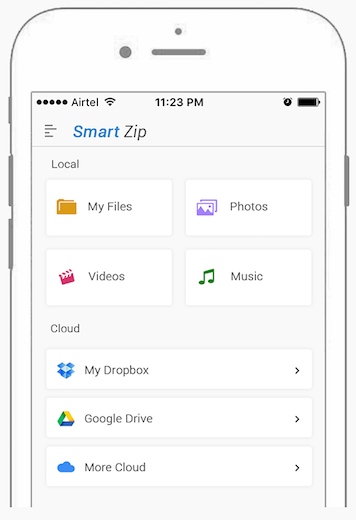 Airtel 11:23 PM
Smart Zip
Local
My Files Photos
Videos Music
Cloud
My Dropbox
Google Drive
More Cloud